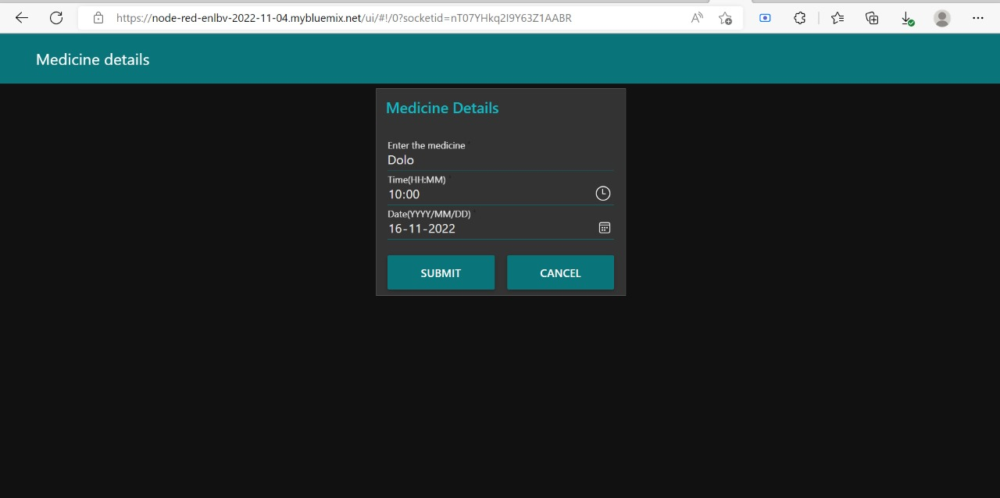 https://node-red-enlbv-2022-11-04.mybluemix.net/ui/#!/0?socketid=nT07YHkq2I9Y63Z1AABR
Medicine details
Medicine Details
Enter the medicine *
Dolo
Time(HH:MM) *
10:00
Date(YYYY/MM/DD) *
16-11-2022
SUBMIT CANCEL